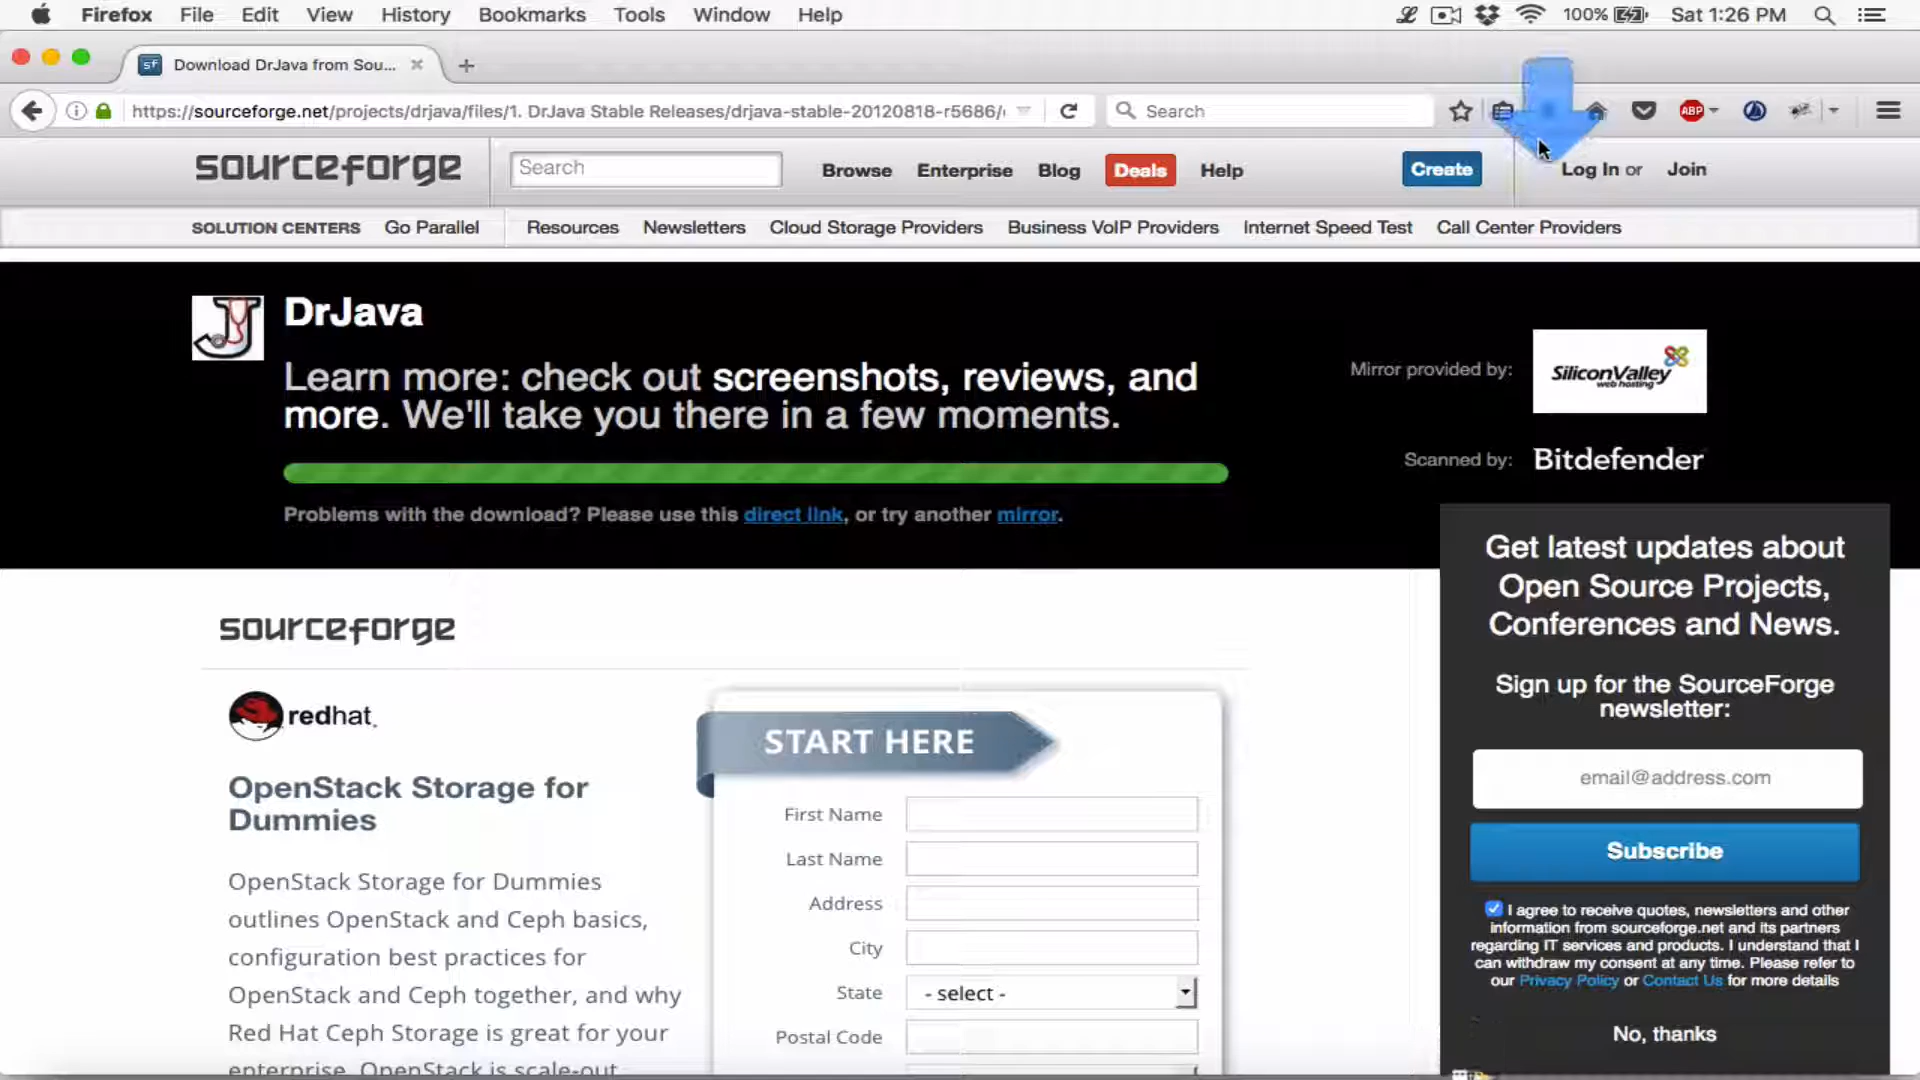 Firefox File Edit View History Bookmarks Tools Window Help 100% Sat 1:26 PM
sf Download DrJava from Sou...
https://sourceforge.net/projects/drjava/files/1. DrJava Stable Releases/drjava-stable-20120818-r5686/ Search ABP
sourceforge Search Browse Enterprise Blog Deals Help Create Log In or Join
SOLUTION CENTERS Go Parallel Resources Newsletters Cloud Storage Providers Business VoIP Providers Internet Speed Test Call Center Providers
DrJava
Learn more: check out screenshots, reviews, and
more. We'll take you there in a few moments.
Mirror provided by: SiliconValley
web hosting
Scanned by: Bitdefender
Problems with the download? Please use this direct link, or try another mirror.
sourceforge
redhat.
OpenStack Storage for
Dummies
OpenStack Storage for Dummies
outlines OpenStack and Ceph basics,
configuration best practices for
OpenStack and Ceph together, and why
Red Hat Ceph Storage is great for your
enterprise. OpenStack is scale-out
START HERE
First Name
Last Name
Address
City
State - select -
Postal Code
Get latest updates about
Open Source Projects,
Conferences and News.
Sign up for the SourceForge
newsletter:
email@address.com
Subscribe
I agree to receive quotes, newsletters and other
information from sourceforge.net and its partners
regarding IT services and products. I understand that I
can withdraw my consent at any time. Please refer to
our Privacy Policy or Contact Us for more details
No, thanks